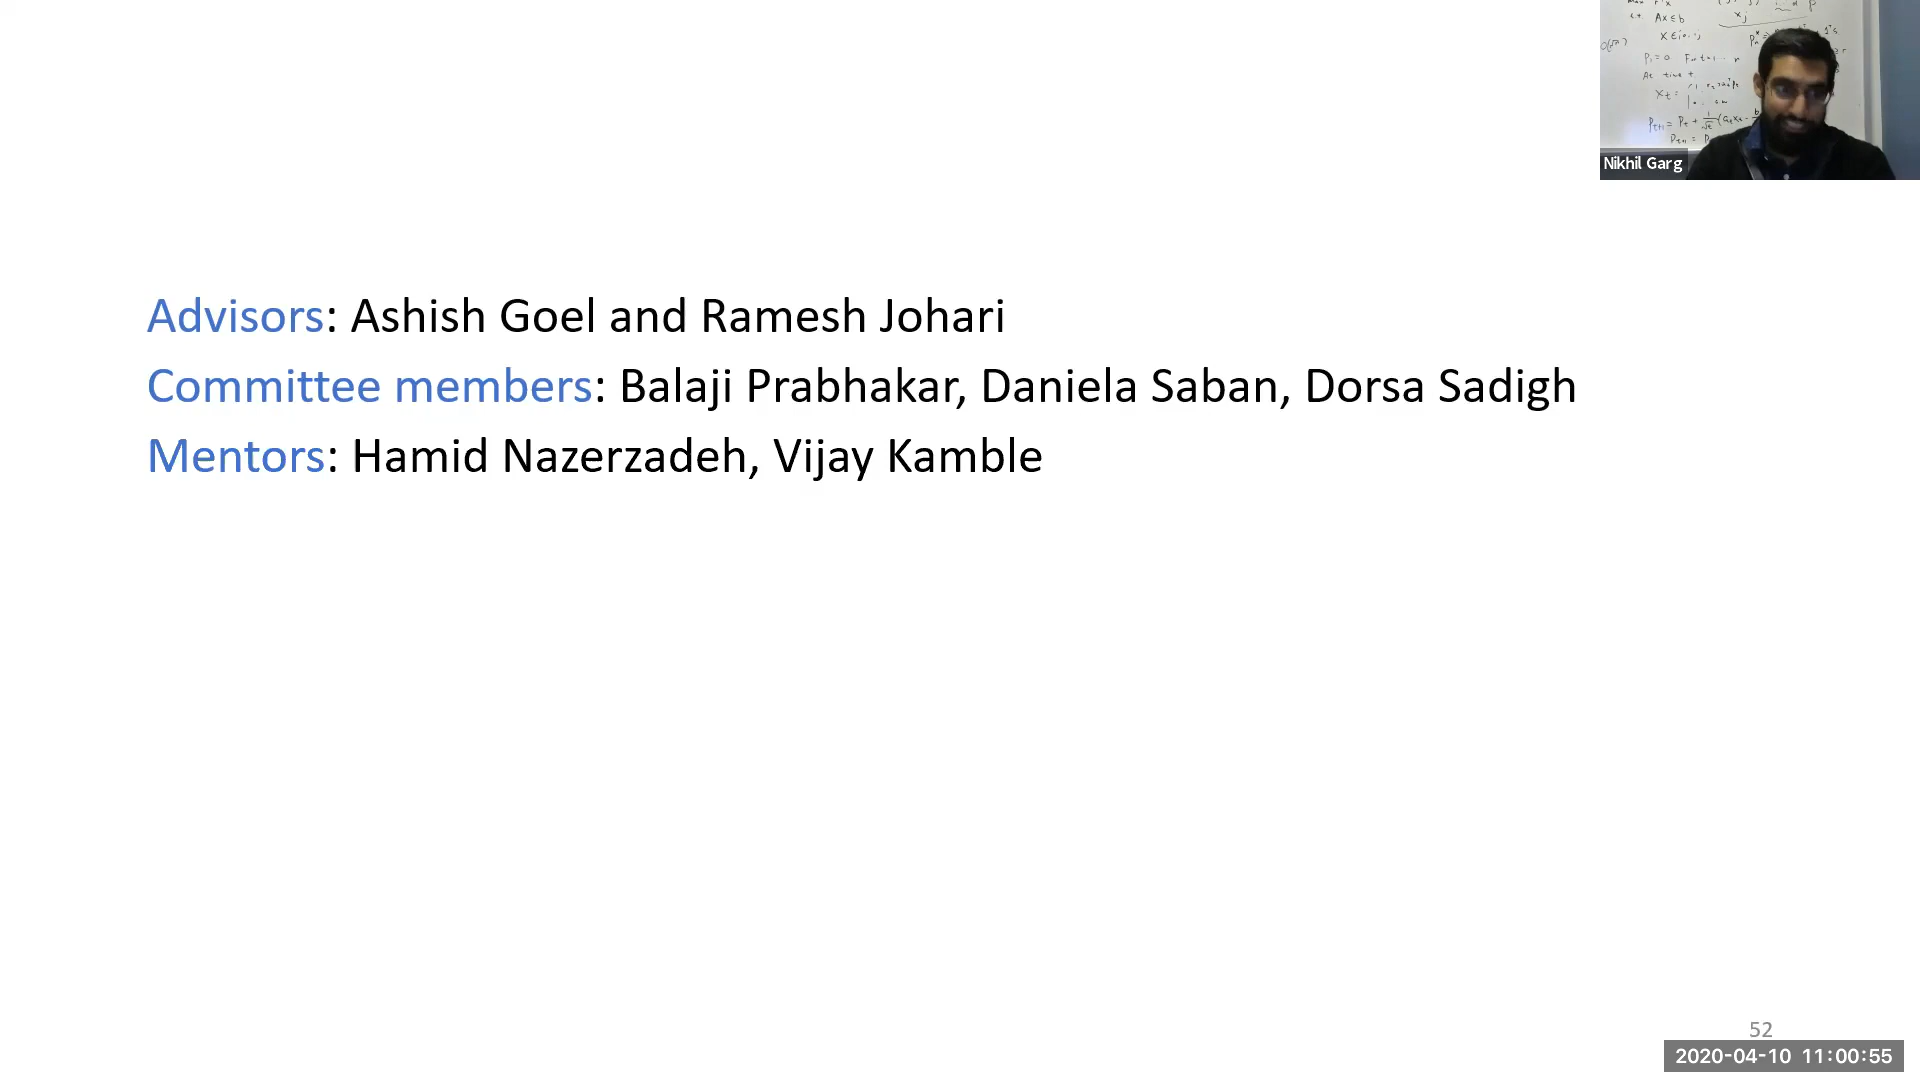 Advisors: Ashish Goel and Ramesh Johari
Committee members: Balaji Prabhakar, Daniela Saban, Dorsa Sadigh
Mentors: Hamid Nazerzadeh, Vijay Kamble
Nikhil Garg
52
2020-04-10 11:00:55